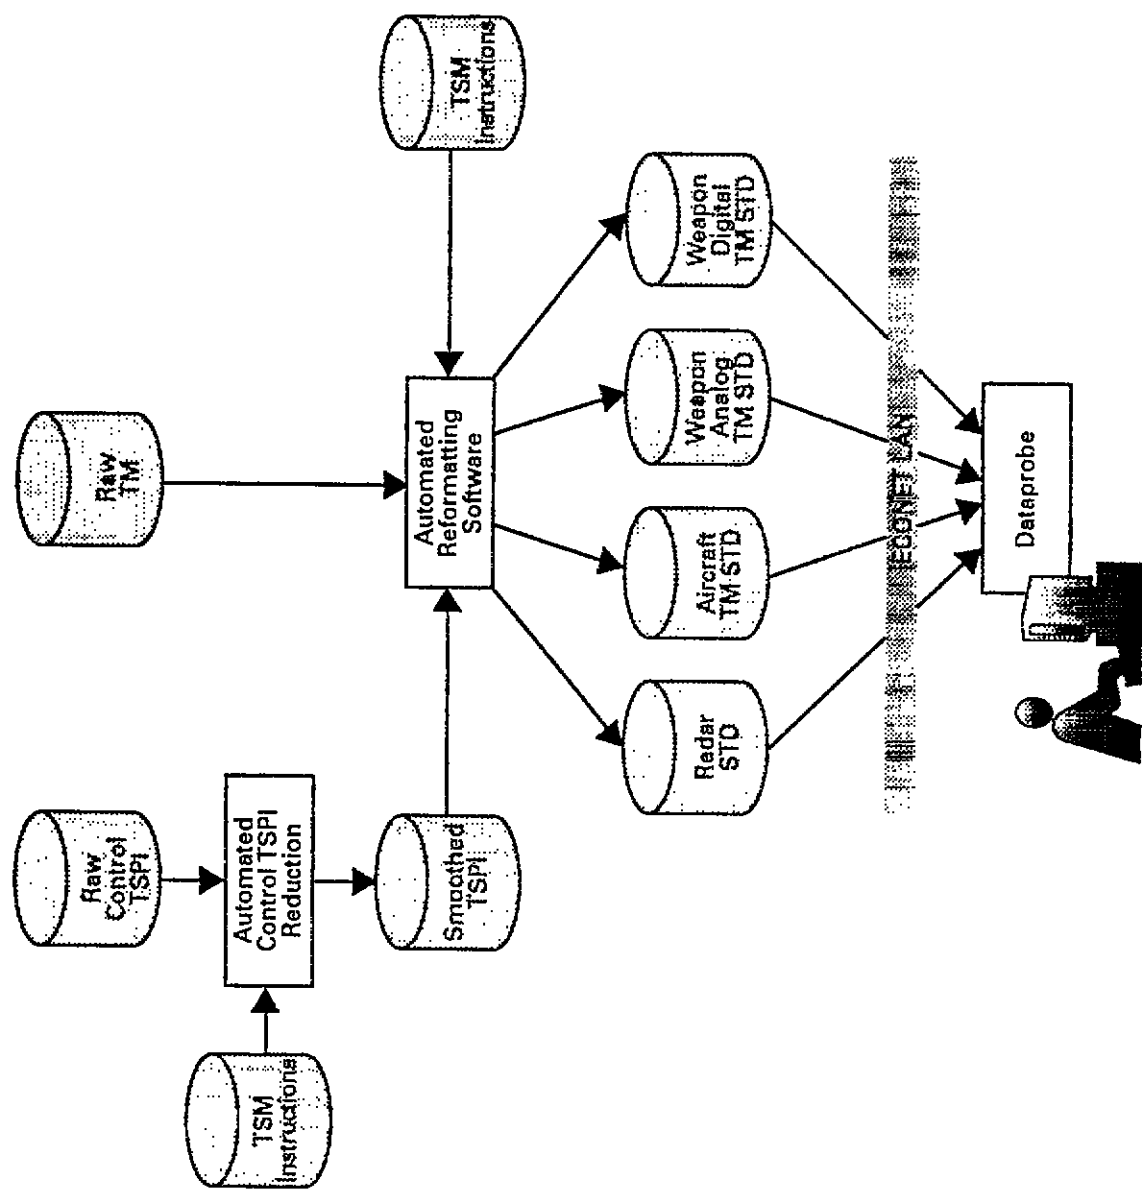 Raw
Control
TSPI
Raw
TM
TSM
Instructions
Automated
Control TSPI
Reduction
Smoothed
TSPI
Automated
Reformatting
Software
TSM
Instructions
Radar
STD
Aircraft
TM STD
Weapon
Analog
TM STD
Weapon
Digital
TM STD
LAN
Dataprobe